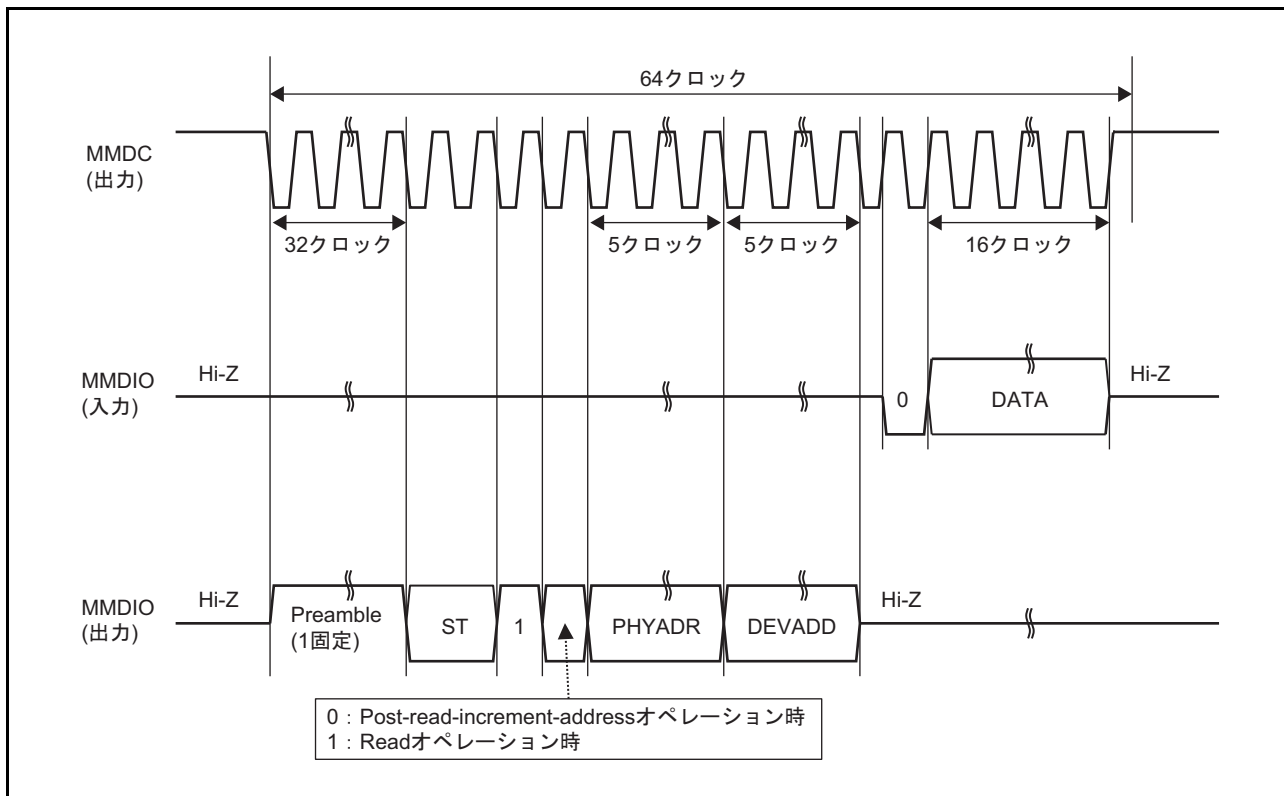 64クロック
MMDC
(出力)
32クロック
5クロック
5クロック
16クロック
MMDIO
(入力)
Hi-Z
0
DATA
Hi-Z
MMDIO
(出力)
Hi-Z
Preamble
(1固定)
ST
1
PHYADR
DEVADD
Hi-Z
0：Post-read-increment-addressオペレーション時
1：Readオペレーション時